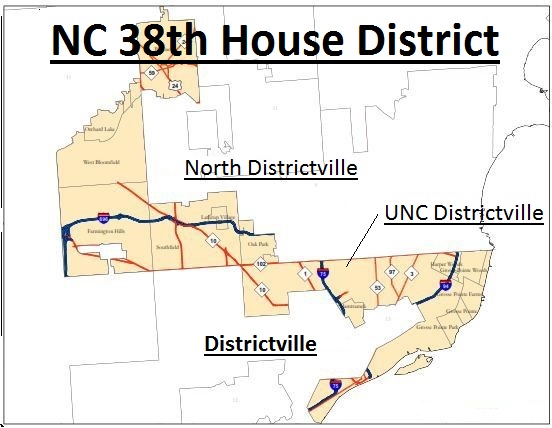 NC 38th House District
59
24
Orchard Lake
West Bloomfield
North Districtville
UNC Districtville
Lathrup Village
Farmington Hills
10
Southfield
Oak Park
102
Harper Woods
Grosse Pointe Woods
1
75
97
3
53
94
10
Grosse Pointe Farms
Hamtramck
Grosse Pointe
Grosse Pointe Park
Districtville
75